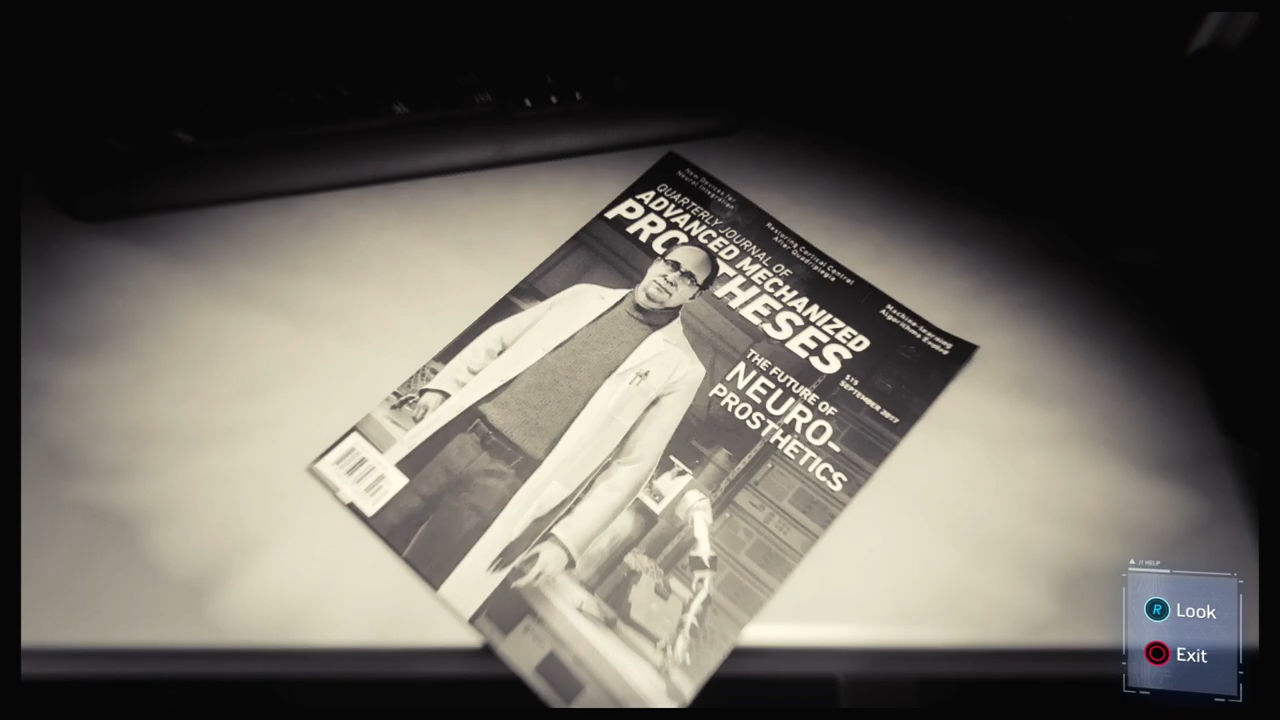 New Devices for
Neural Integration
Restoring Cortical Control
After Quadriplegia
Machine-Learning
Algorithms Evolve
QUARTERLY JOURNAL OF
ADVANCED MECHANIZED
PROSTHESES
$15
SEPTEMBER 2017
THE FUTURE OF
NEURO-
PROSTHETICS
// HELP
R Look
Exit